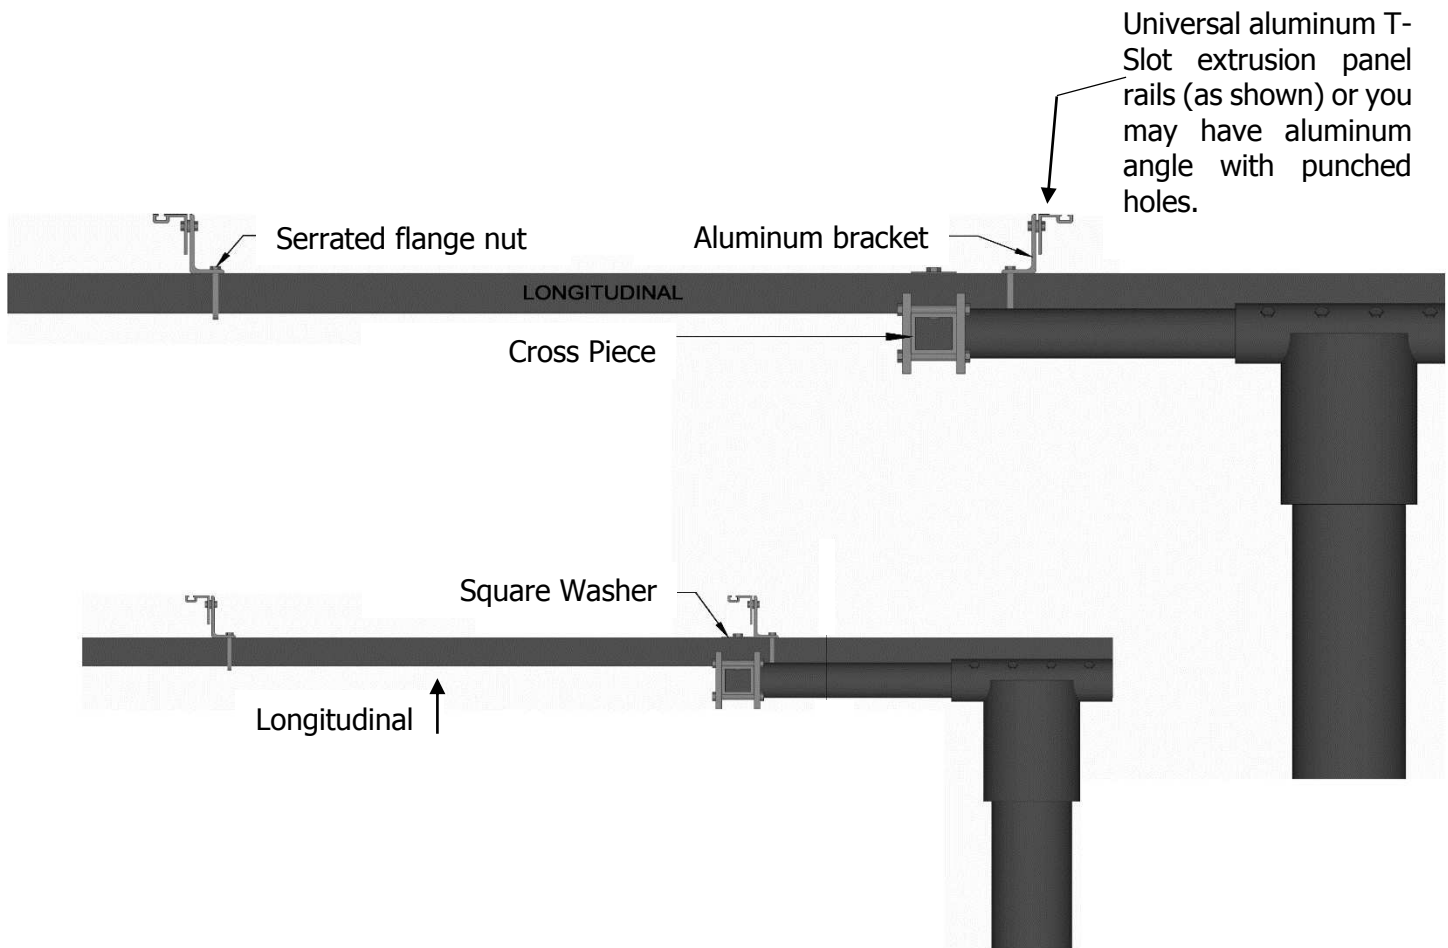 Universal aluminum T-
Slot extrusion panel
rails (as shown) or you
may have aluminum
angle with punched
holes.
Serrated flange nut
Aluminum bracket
LONGITUDINAL
Cross Piece
Square Washer
Longitudinal